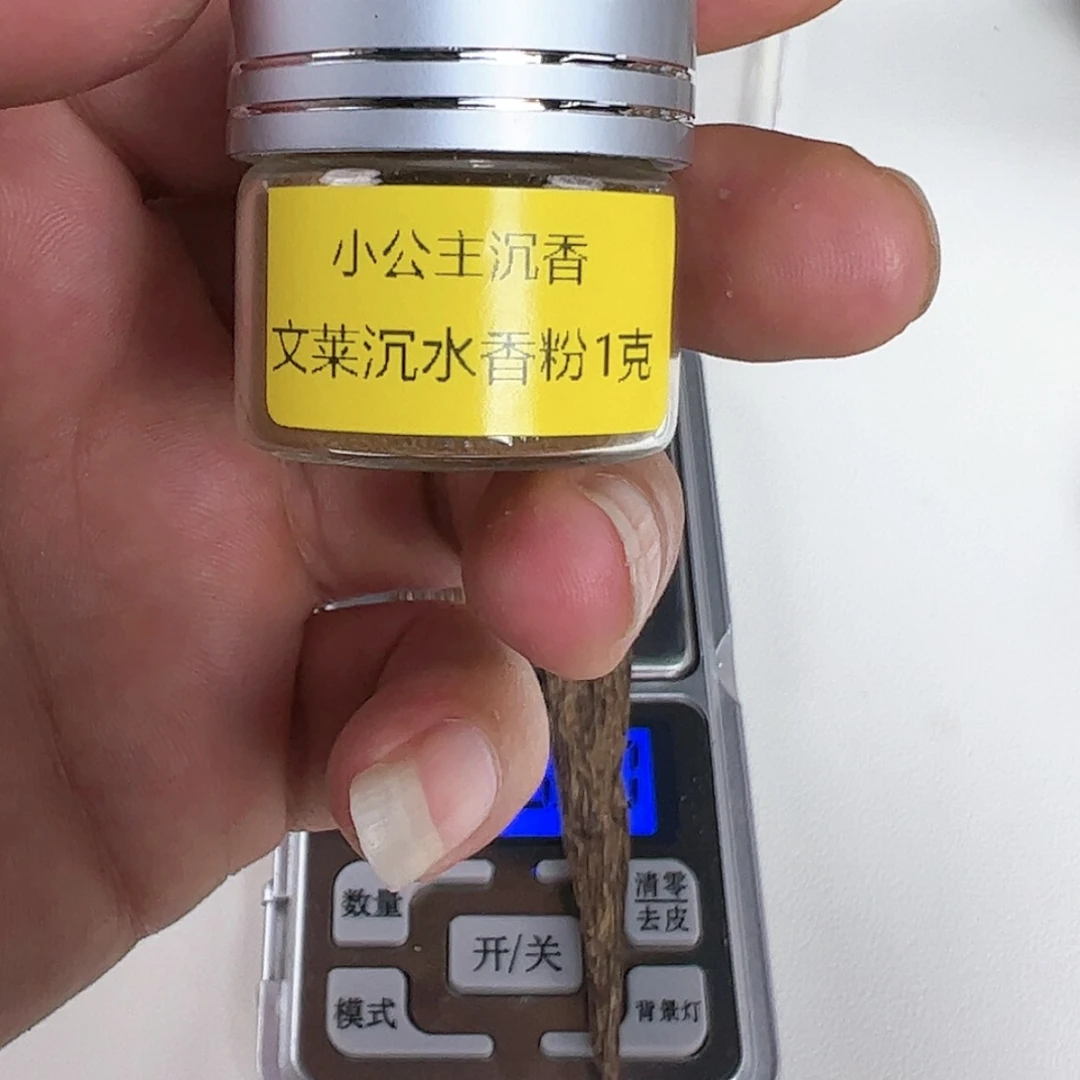 小公主沉香
文莱沉水香粉1克
数量
清零
去皮
开/关
模式
背景灯